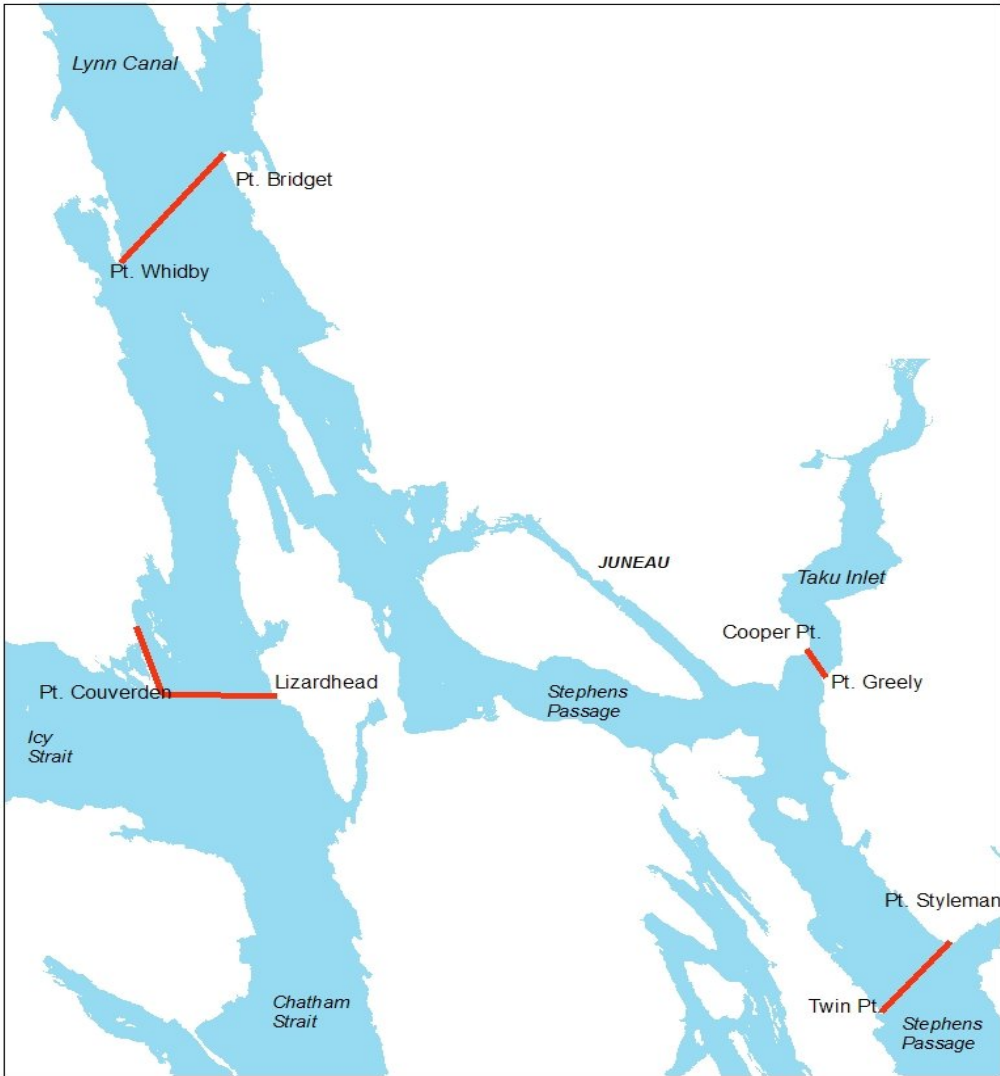 Lynn Canal
Pt. Bridget
Pt. Whidby
JUNEAU
Taku Inlet
Cooper Pt.
Pt. Greely
Lizardhead
Pt. Couverden
Stephens
Passage
Icy
Strait
Pt. Styleman
Chatham
Strait
Twin Pt.
Stephens
Passage